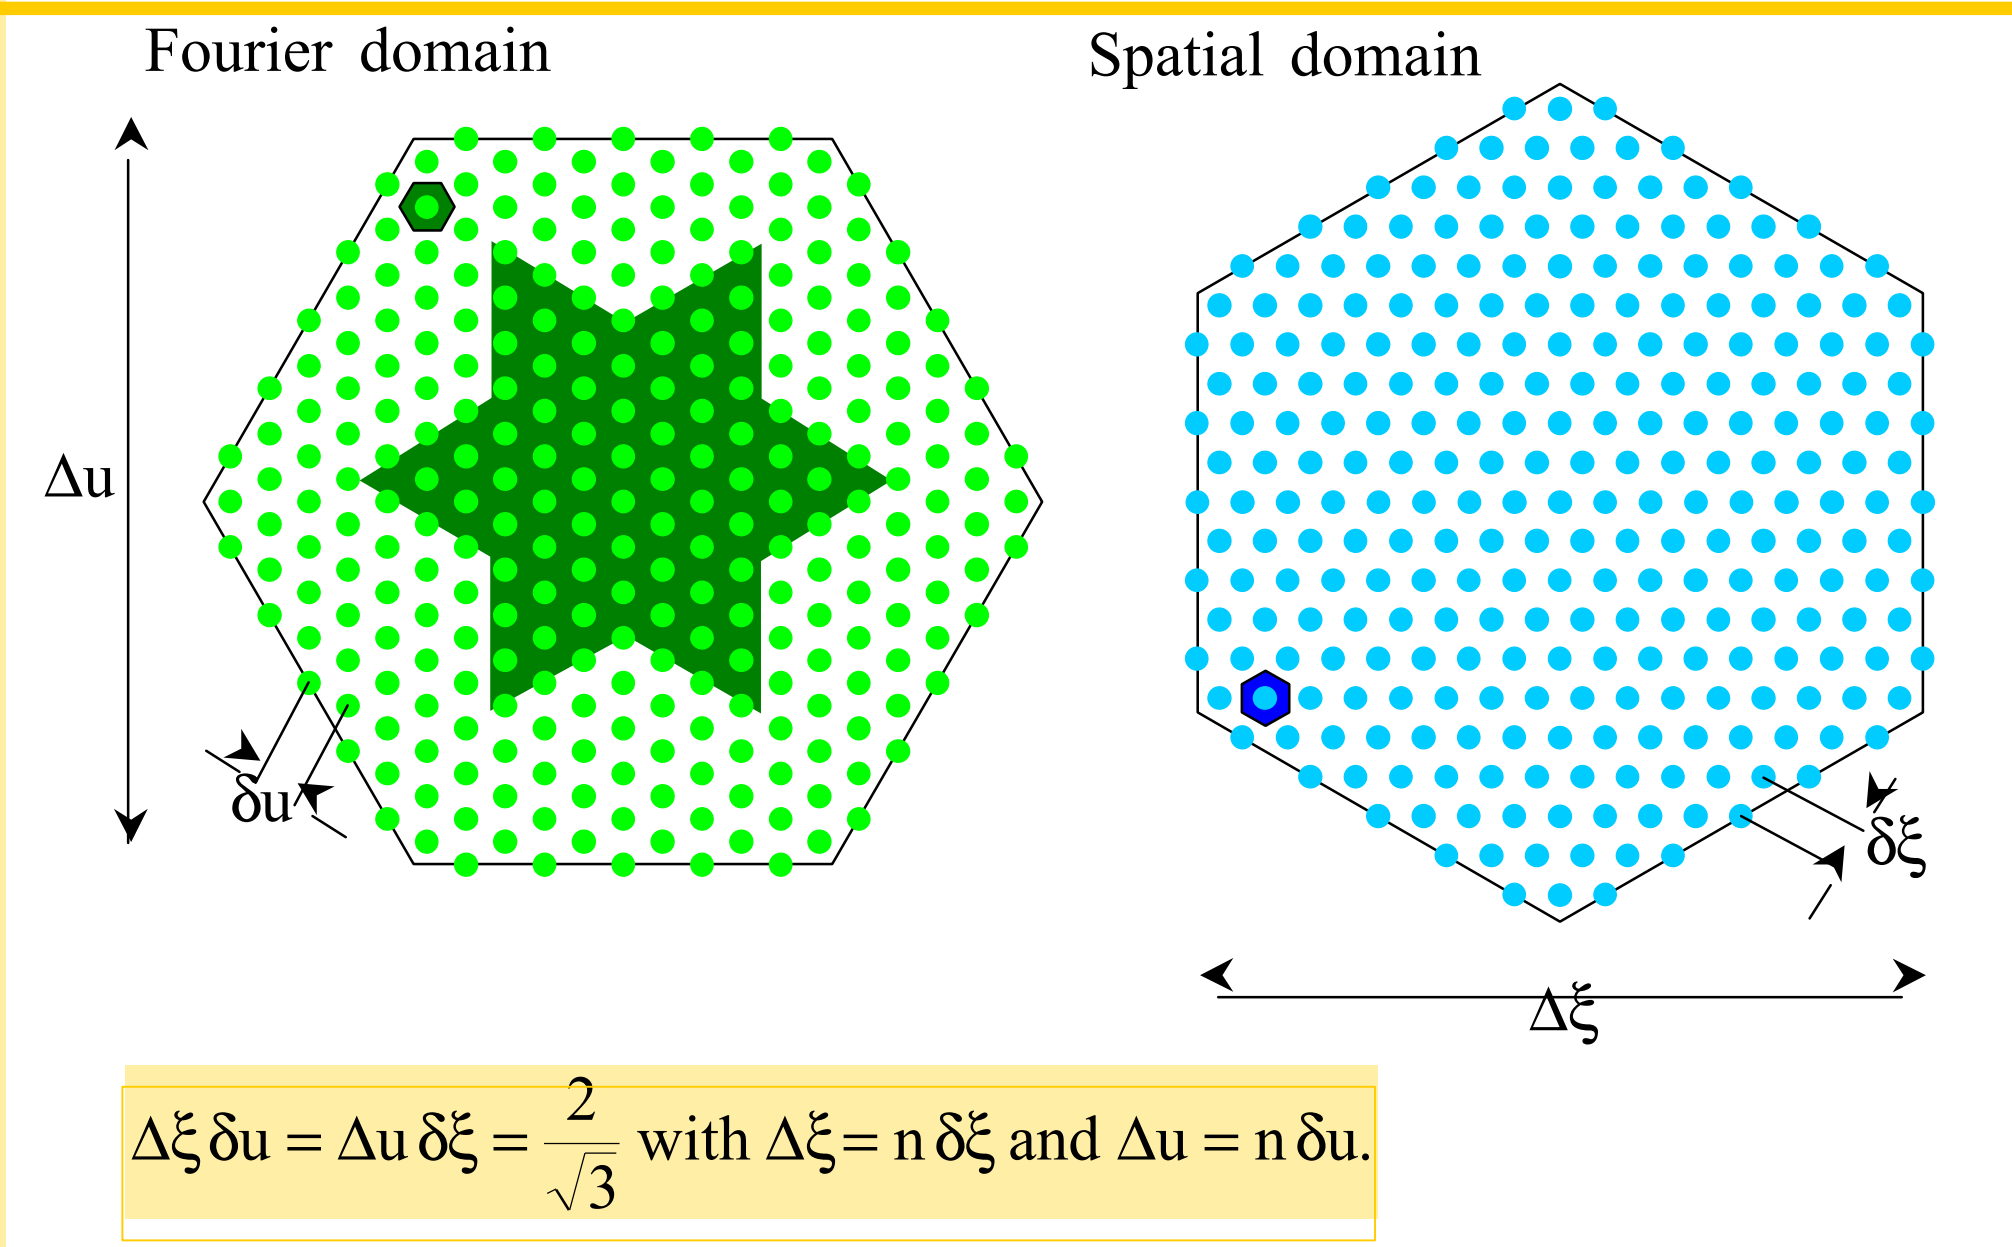 Fourier domain
Spatial domain
Δu
δu
δξ
Δξ
Δξ δu = Δu δξ = 2/√3 with Δξ = n δξ and Δu = n δu.